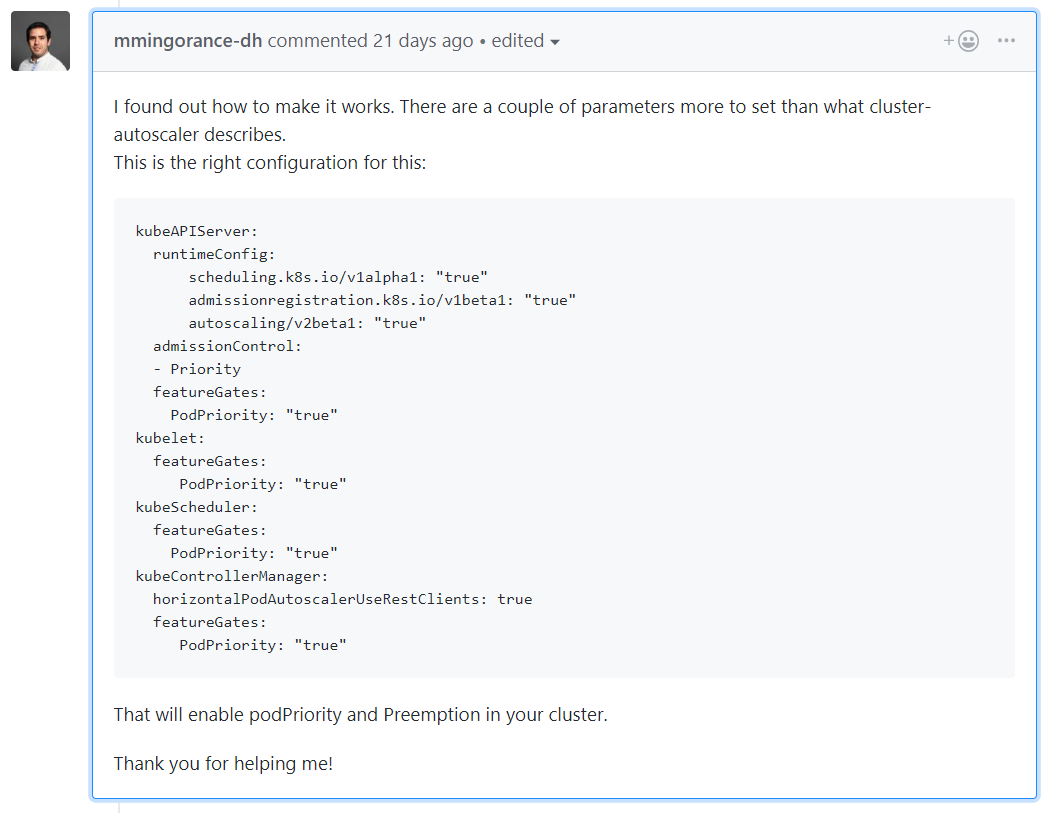 mmingorance-dh commented 21 days ago • edited
I found out how to make it works. There are a couple of parameters more to set than what cluster-
autoscaler describes.
This is the right configuration for this:
kubeAPIServer:
  runtimeConfig:
      scheduling.k8s.io/v1alpha1: "true"
      admissionregistration.k8s.io/v1beta1: "true"
      autoscaling/v2beta1: "true"
  admissionControl:
  - Priority
  featureGates:
    PodPriority: "true"
kubelet:
  featureGates:
     PodPriority: "true"
kubeScheduler:
  featureGates:
    PodPriority: "true"
kubeControllerManager:
  horizontalPodAutoscalerUseRestClients: true
  featureGates:
     PodPriority: "true"
That will enable podPriority and Preemption in your cluster.
Thank you for helping me!